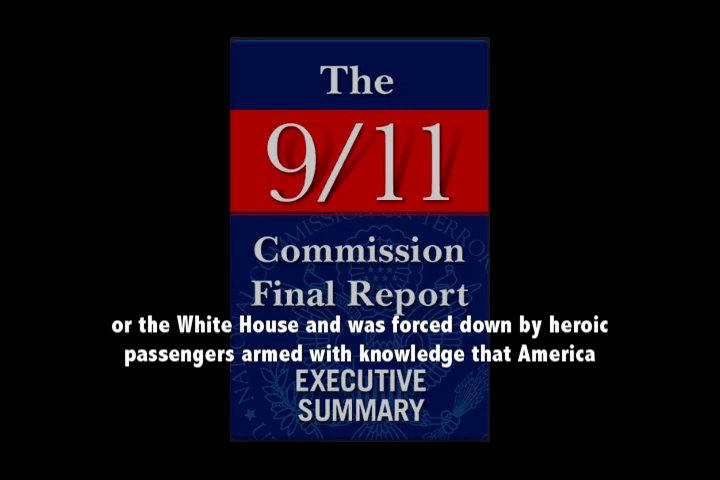 The
9/11
Commission
Final Report
or the White House and was forced down by heroic
passengers armed with knowledge that America
EXECUTIVE
SUMMARY